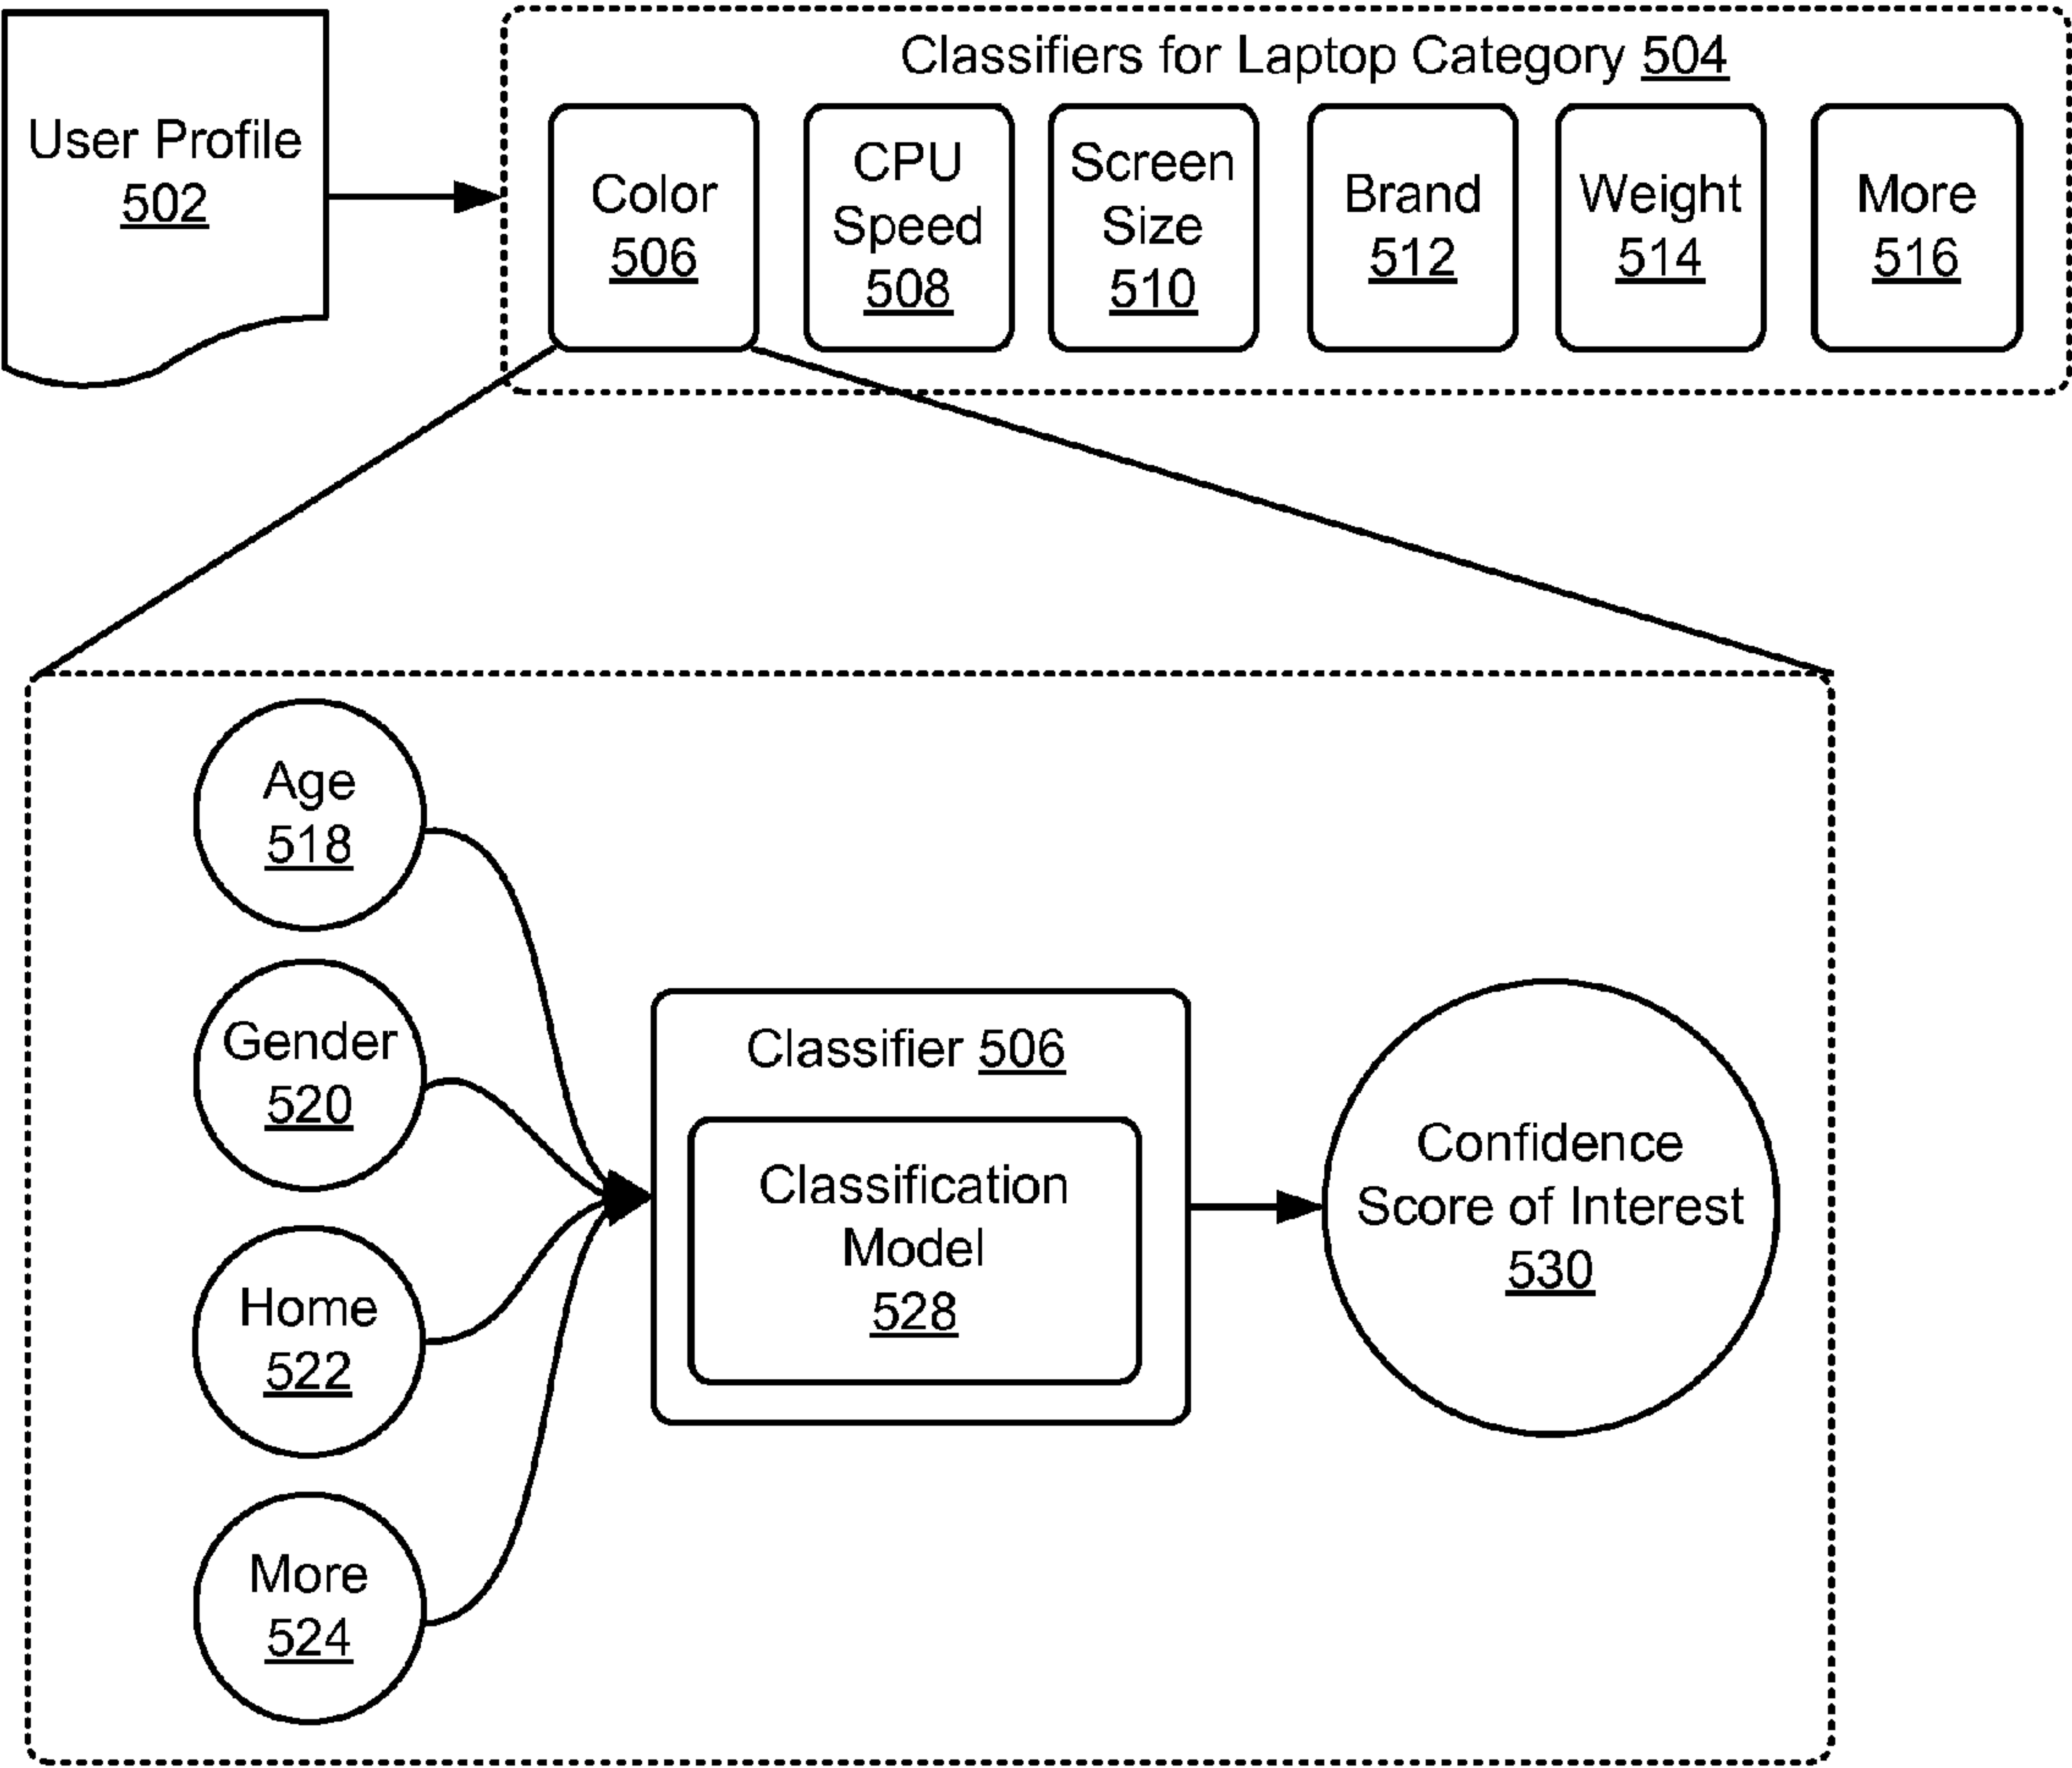 User Profile
502
Classifiers for Laptop Category 504
Color
506
CPU
Speed
508
Screen
Size
510
Brand
512
Weight
514
More
516
Age
518
Gender
520
Home
522
More
524
Classifier 506
Classification
Model
528
Confidence
Score of Interest
530